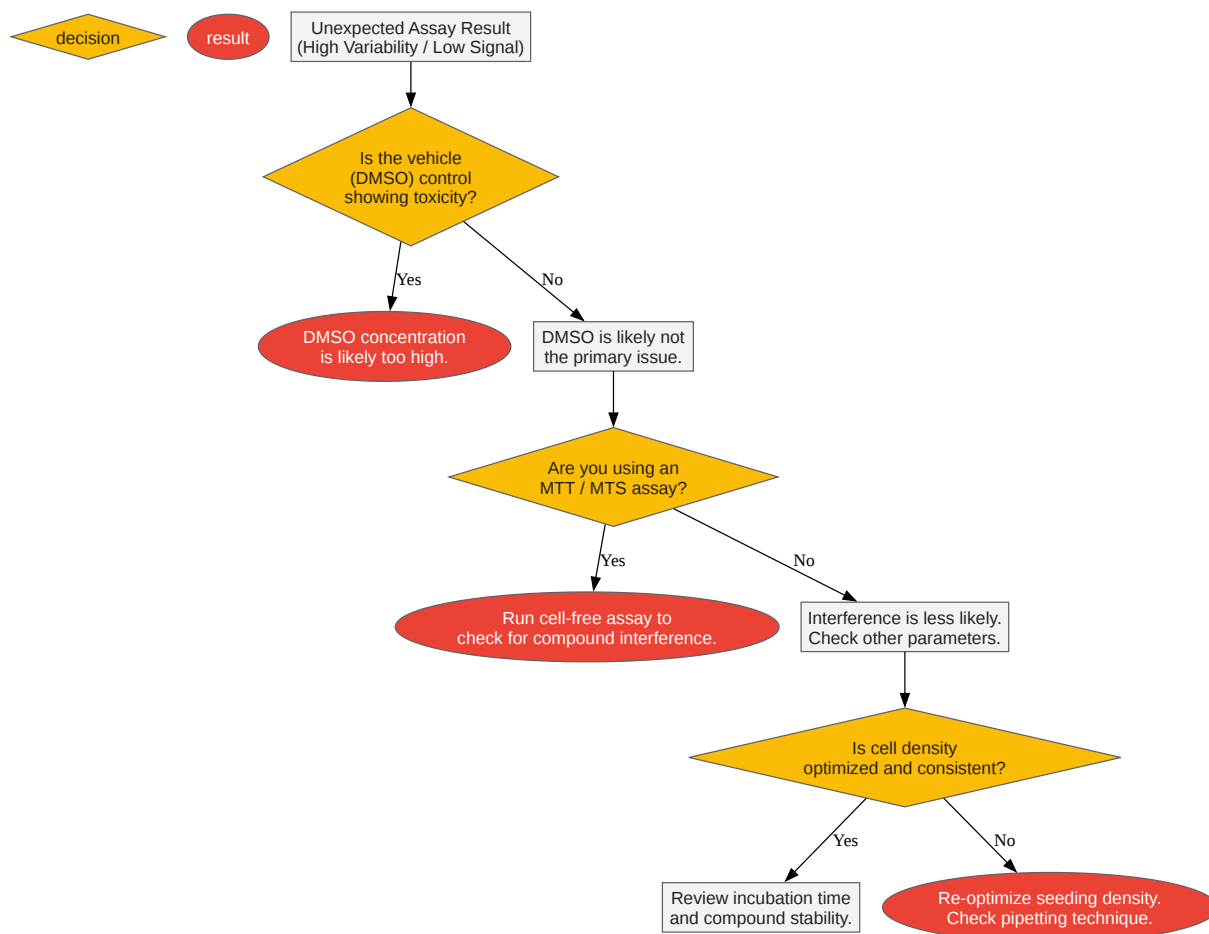 decision
result
Unexpected Assay Result
(High Variability / Low Signal)
Is the vehicle
(DMSO) control
showing toxicity?
Yes
No
DMSO concentration
is likely too high.
DMSO is likely not
the primary issue.
Are you using an
MTT / MTS assay?
Yes
No
Run cell-free assay to
check for compound interference.
Interference is less likely.
Check other parameters.
Is cell density
optimized and consistent?
Yes
No
Review incubation time
and compound stability.
Re-optimize seeding density.
Check pipetting technique.